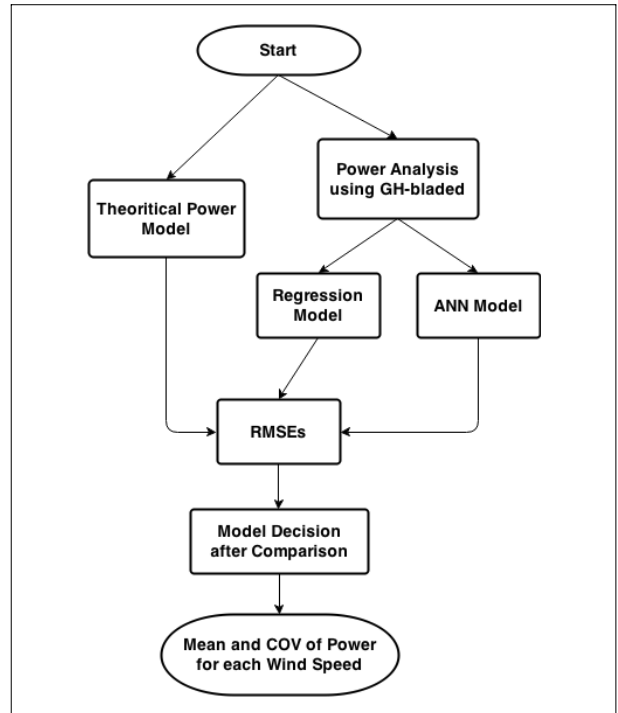 Start
Power Analysis
using GH-bladed
Theoritical Power
Model
Regression
Model
ANN Model
RMSEs
Model Decision
after Comparison
Mean and COV of Power
for each Wind Speed